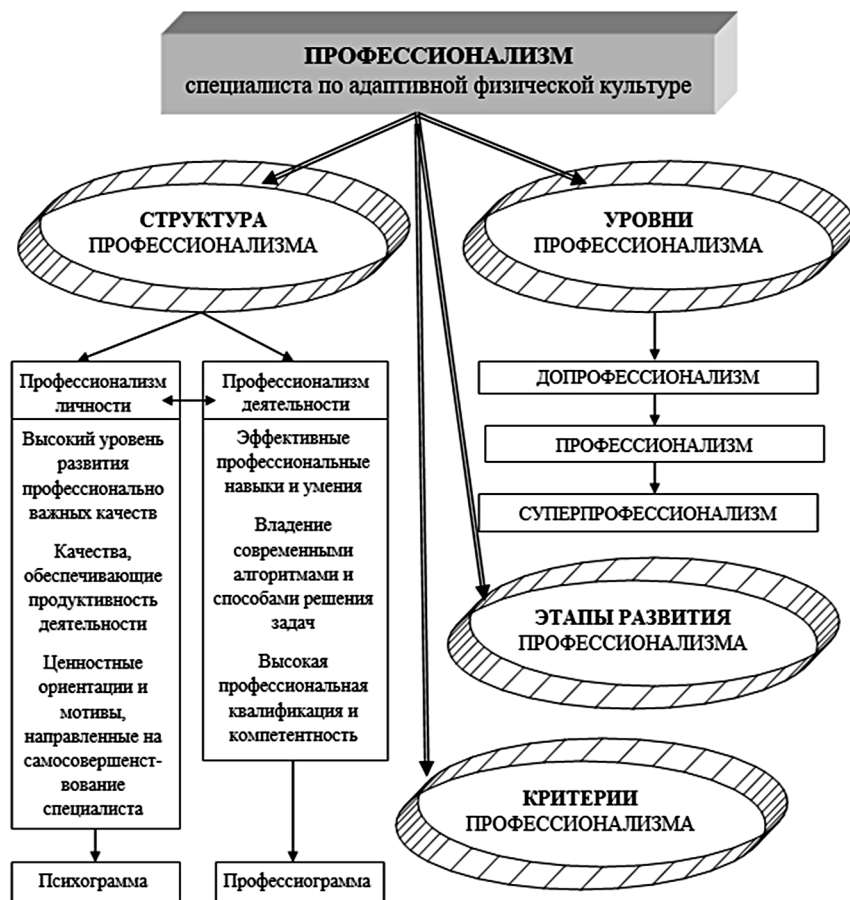 ПРОФЕССИОНАЛИЗМ
специалиста по адаптивной физической культуре
СТРУКТУРА
ПРОФЕССИОНАЛИЗМА
УРОВНИ
ПРОФЕССИОНАЛИЗМА
Профессионализм
личности
Профессионализм
деятельности
Высокий уровень
развития
профессионально
важных качеств
Качества,
обеспечивающие
продуктивность
деятельности
Ценностные
ориентации и
мотивы,
направленные на
самосовершенст-
вование
специалиста
Эффективные
профессиональные
навыки и умения
Владение
современными
алгоритмами и
способами решения
задач
Высокая
профессиональная
квалификация и
компетентность
Психограмма
Профессиограмма
ДОПРОФЕССИОНАЛИЗМ
ПРОФЕССИОНАЛИЗМ
СУПЕРПРОФЕССИОНАЛИЗМ
ЭТАПЫ РАЗВИТИЯ
ПРОФЕССИОНАЛИЗМА
КРИТЕРИИ
ПРОФЕССИОНАЛИЗМА